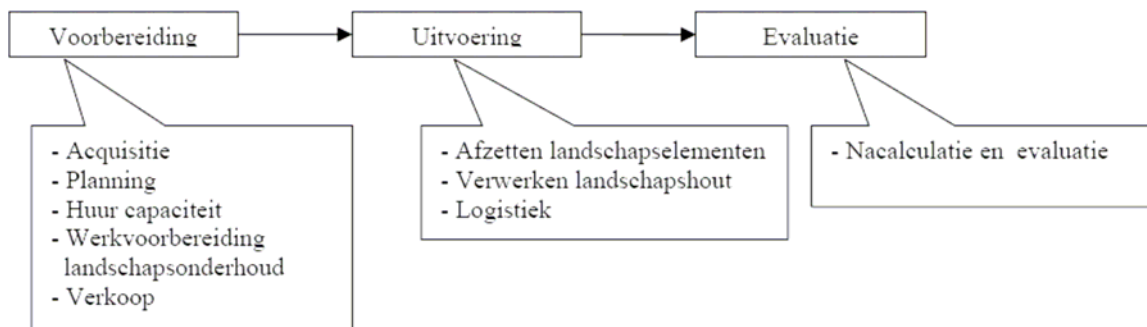 Voorbereiding
Uitvoering
Evaluatie
- Acquisitie
- Planning
- Huur capaciteit
- Werkvoorbereiding
landschapsonderhoud
- Verkoop
- Afzetten landschapselementen
- Verwerken landschapshout
- Logistiek
- Nacalculatie en evaluatie